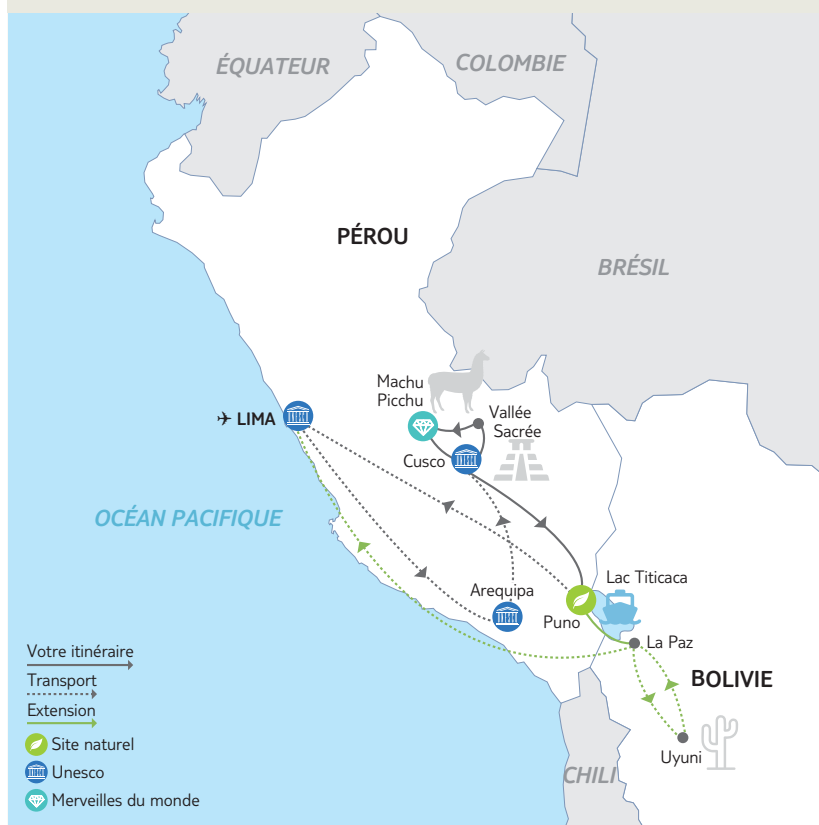 ÉQUATEUR
COLOMBIE
PÉROU
BRÉSIL
Machu
Picchu
Vallée
Sacrée
LIMA
Cusco
OCÉAN PACIFIQUE
Arequipa
Lac Titicaca
Puno
La Paz
BOLIVIE
Uyuni
CHILI
Votre itinéraire
Transport
Extension
Site naturel
Unesco
Merveilles du monde